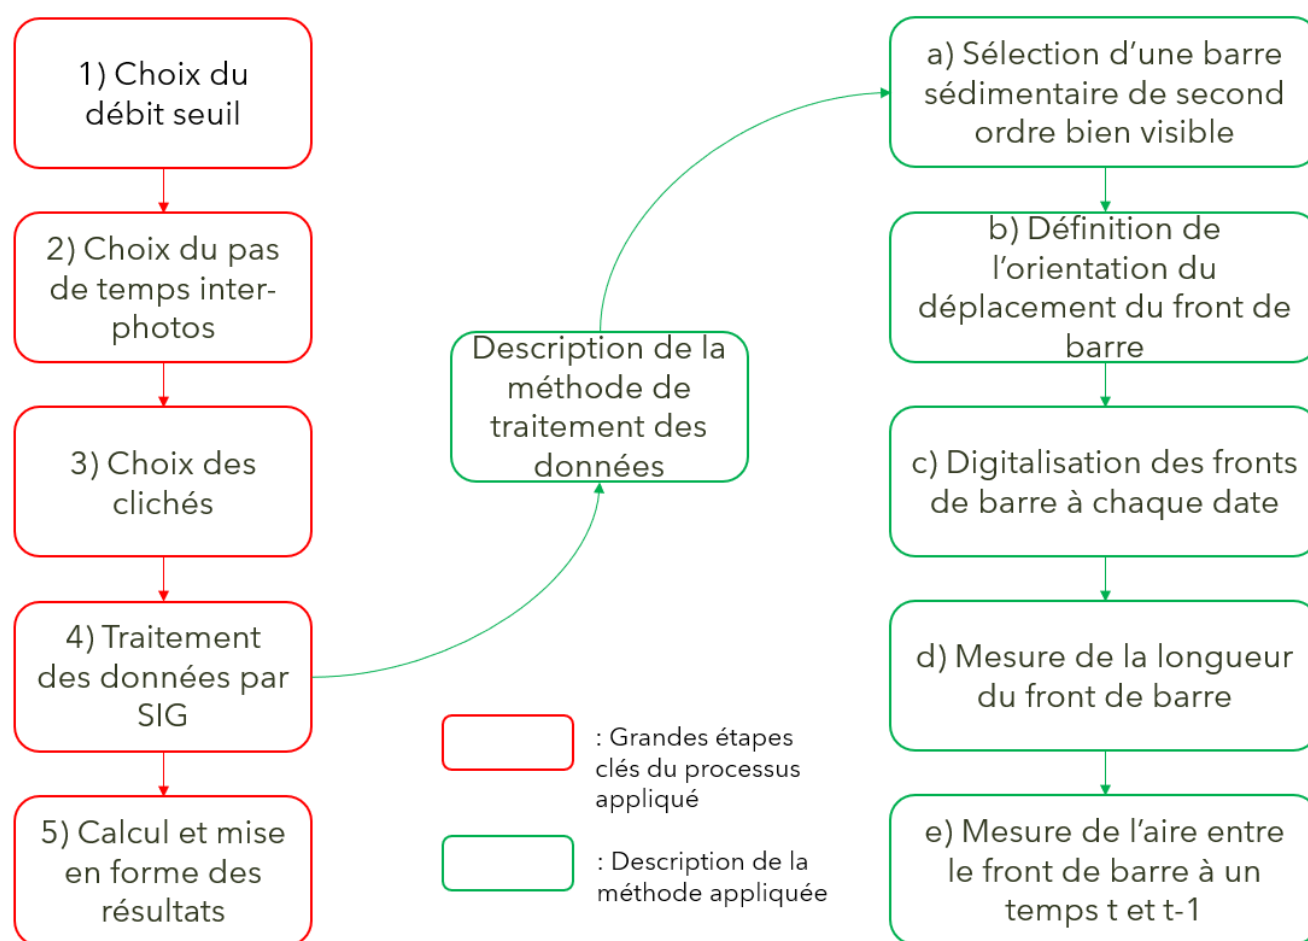 1) Choix du
débit seuil
2) Choix du pas
de temps inter-
photos
3) Choix des
clichés
4) Traitement
des données par
SIG
5) Calcul et mise
en forme des
résultats
Description de la
méthode de
traitement des
données
: Grandes étapes
clés du processus
appliqué
: Description de la
méthode appliquée
a) Sélection d’une barre
sédimentaire de second
ordre bien visible
b) Définition de
l’orientation du
déplacement du front de
barre
c) Digitalisation des fronts
de barre à chaque date
d) Mesure de la longueur
du front de barre
e) Mesure de l’aire entre
le front de barre à un
temps t et t-1